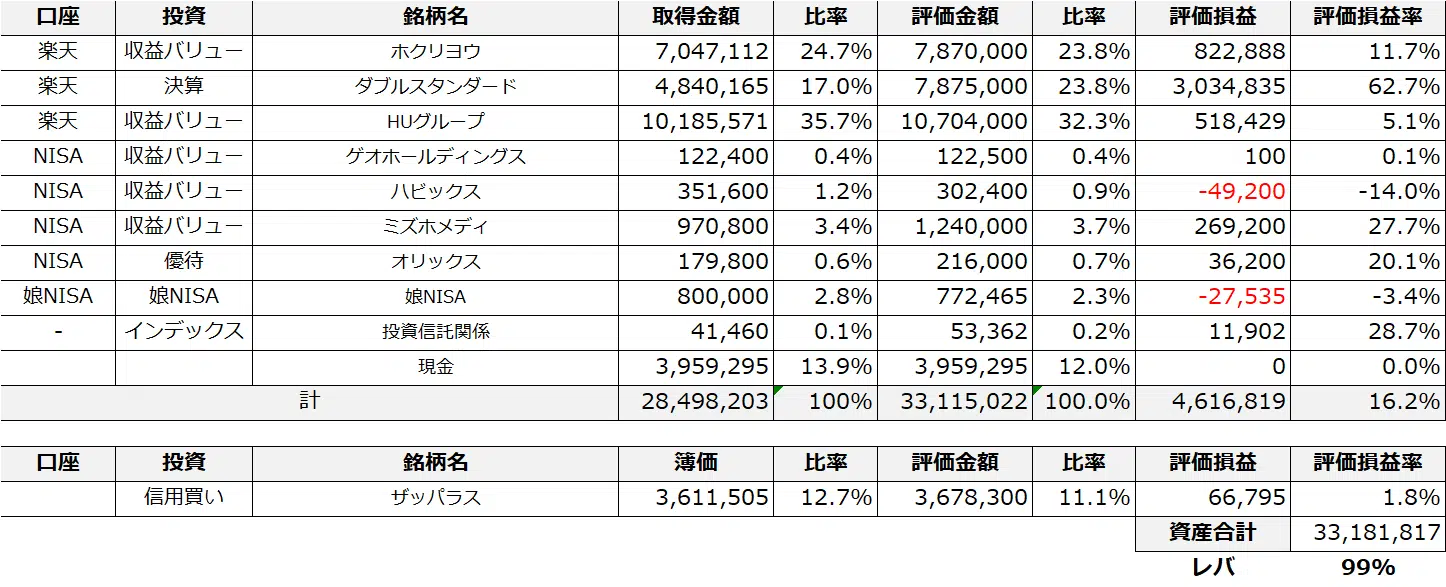 口座 投資 銘柄名 取得金額 比率 評価金額 比率 評価損益 評価損益率
楽天 収益バリュー ホクリヨウ 7,047,112 24.7% 7,870,000 23.8% 822,888 11.7%
楽天 決算 ダブルスタンダード 4,840,165 17.0% 7,875,000 23.8% 3,034,835 62.7%
楽天 収益バリュー HUグループ 10,185,571 35.7% 10,704,000 32.3% 518,429 5.1%
NISA 収益バリュー ゲオホールディングス 122,400 0.4% 122,500 0.4% 100 0.1%
NISA 収益バリュー ハビックス 351,600 1.2% 302,400 0.9% -49,200 -14.0%
NISA 収益バリュー ミズホメディ 970,800 3.4% 1,240,000 3.7% 269,200 27.7%
NISA 優待 オリックス 179,800 0.6% 216,000 0.7% 36,200 20.1%
娘NISA 娘NISA 娘NISA 800,000 2.8% 772,465 2.3% -27,535 -3.4%
- インデックス 投資信託関係 41,460 0.1% 53,362 0.2% 11,902 28.7%
現金 3,959,295 13.9% 3,959,295 12.0% 0 0.0%
計 28,498,203 100% 33,115,022 100.0% 4,616,819 16.2%
口座 投資 銘柄名 簿価 比率 評価金額 比率 評価損益 評価損益率
信用買い ザッパラス 3,611,505 12.7% 3,678,300 11.1% 66,795 1.8%
資産合計 33,181,817
レバ 99%